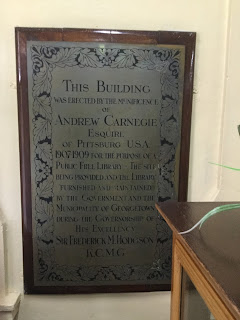 THIS BUILDING
WAS ERECTED BY THE MUNIFICENCE
OF
ANDREW CARNEGIE
ESQUIRE
OF PITTSBURG U.S.A.
1907-1909 FOR THE PURPOSE OF A
PUBLIC FREE LIBRARY THE SITE
BEING PROVIDED AND THE LIBRARY
FURNISHED AND MAINTAINED
BY THE GOVERNMENT AND THE
MUNICIPALITY OF GEORGETOWN
DURING THE GOVERNORSHIP OF
HIS EXCELLENCY
SIR FREDERICK M. HODGSON
K.C.M.G.